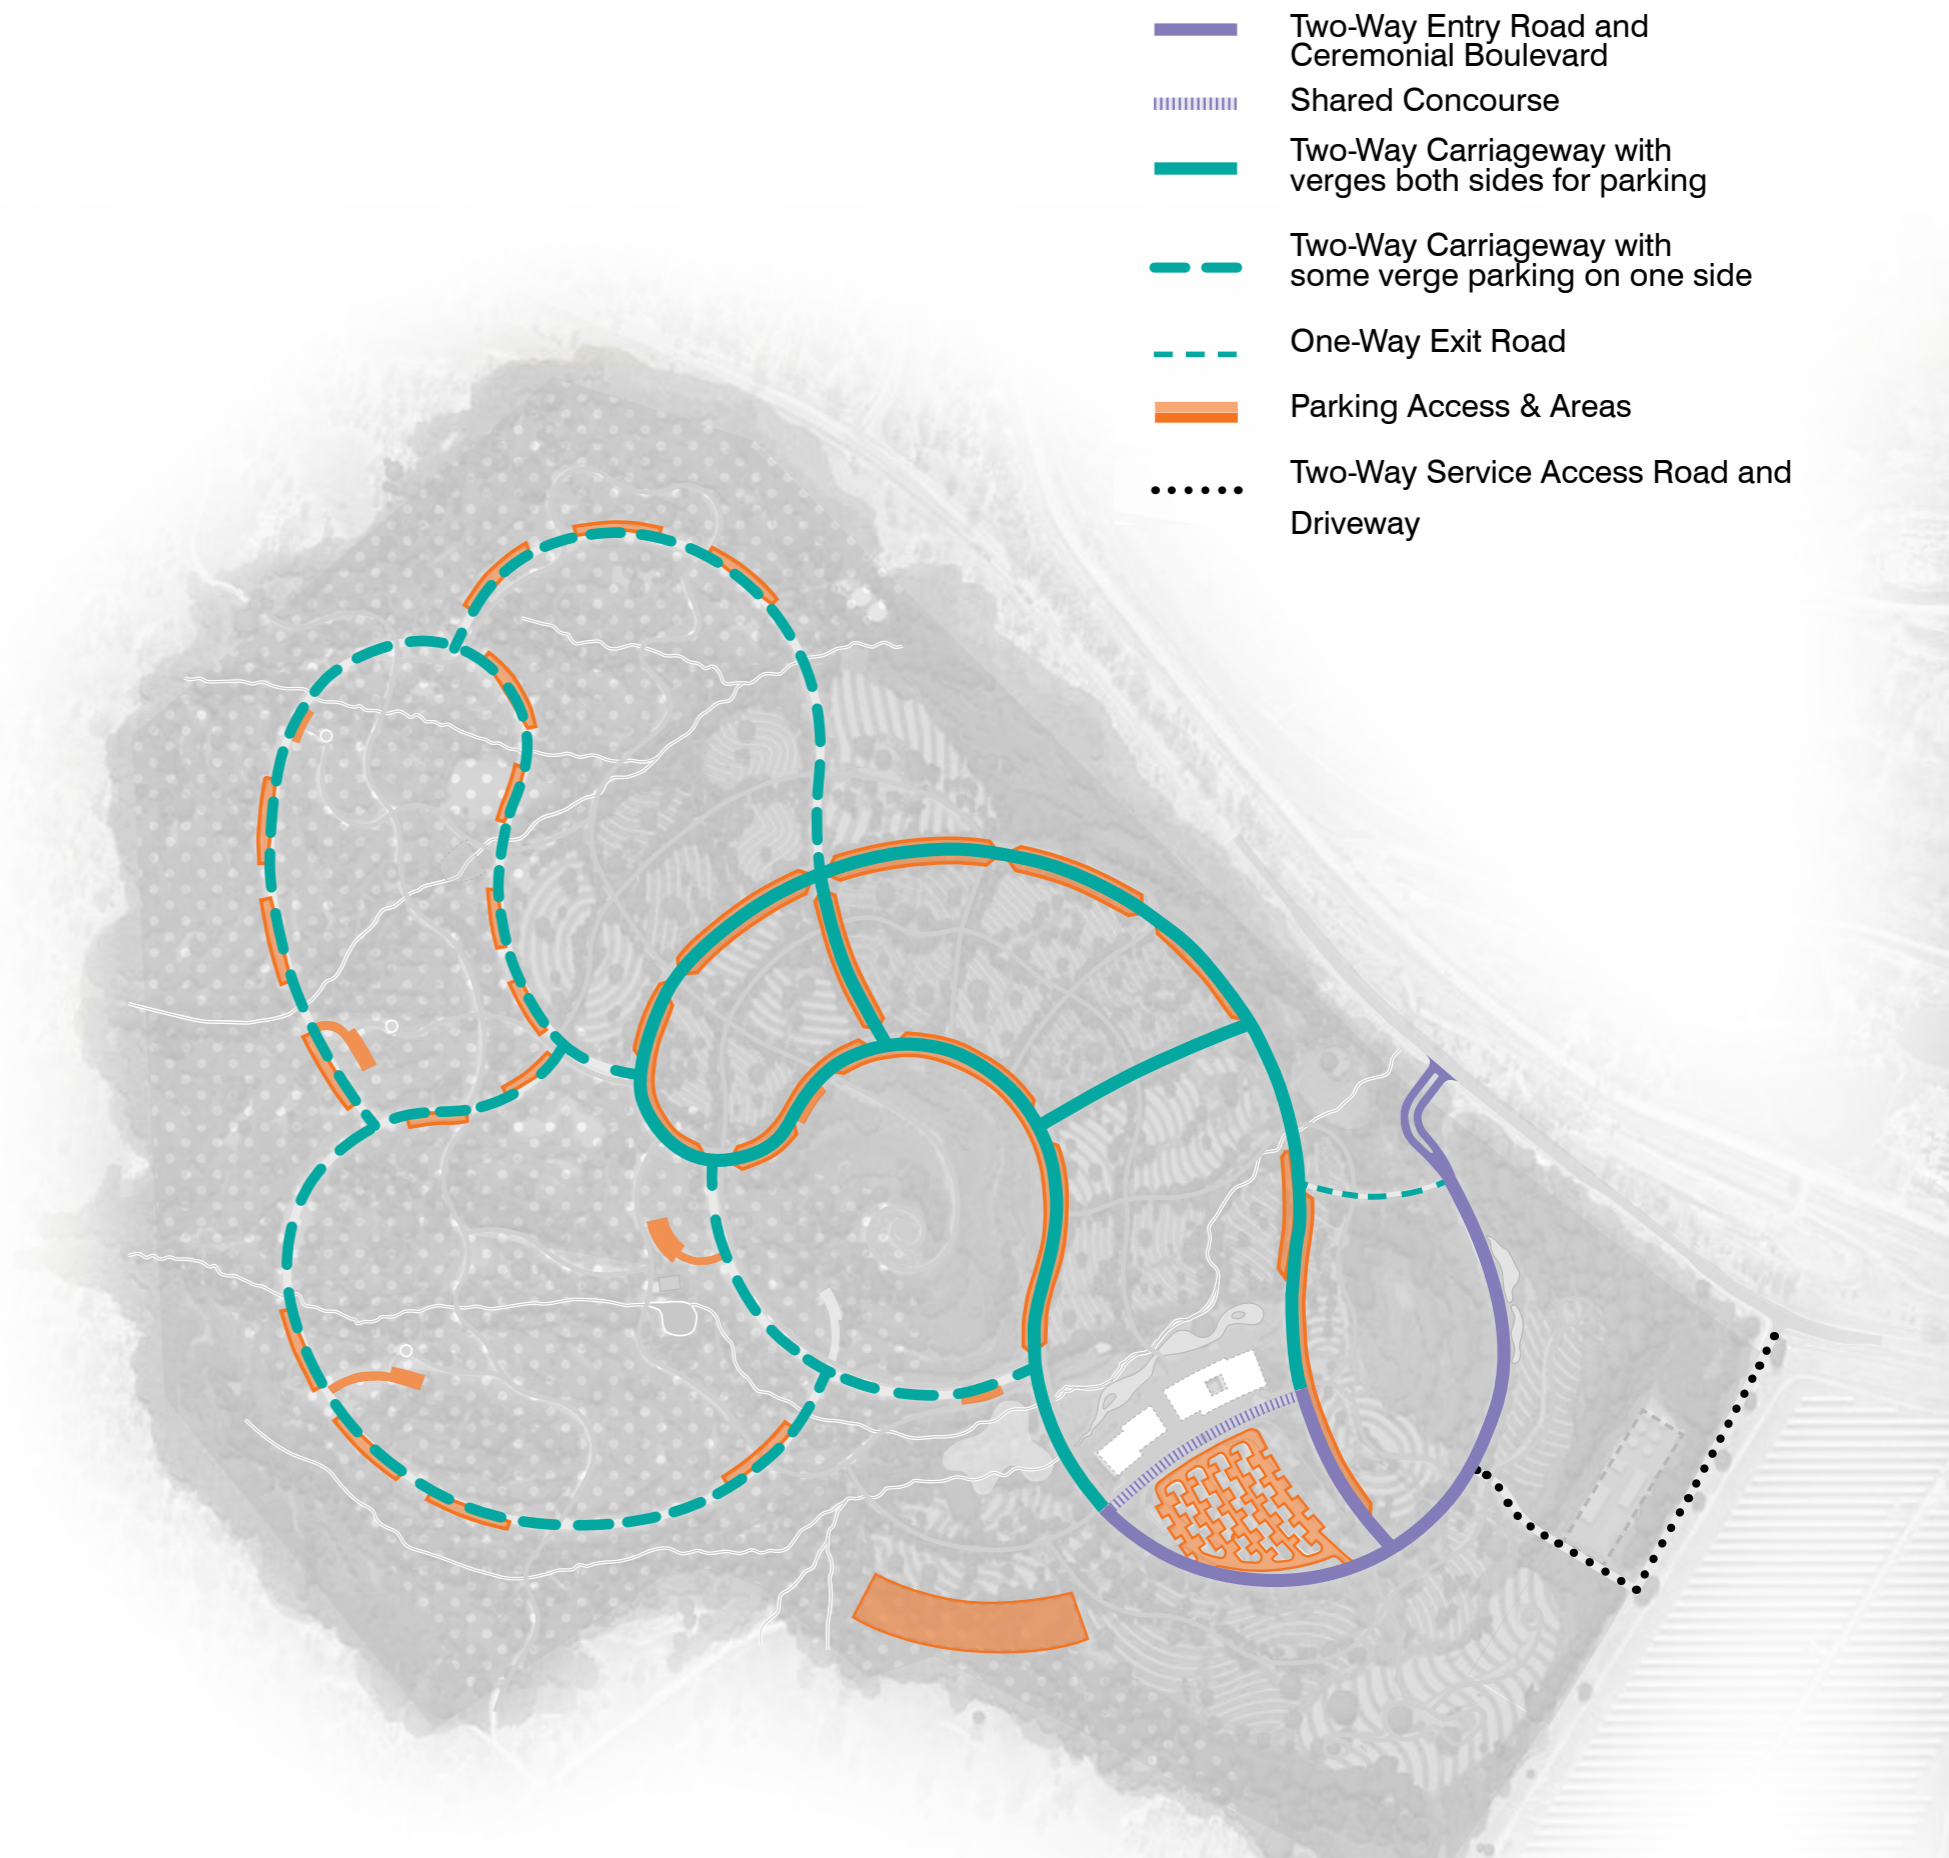 Two-Way Entry Road and
Ceremonial Boulevard
Shared Concourse
Two-Way Carriageway with
verges both sides for parking
Two-Way Carriageway with
some verge parking on one side
One-Way Exit Road
Parking Access & Areas
Two-Way Service Access Road and
Driveway